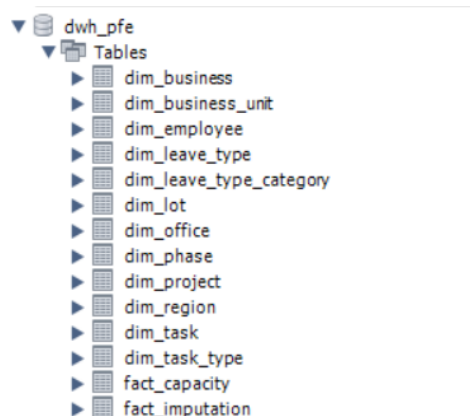 dwh_pfe
Tables
dim_business
dim_business_unit
dim_employee
dim_leave_type
dim_leave_type_category
dim_lot
dim_office
dim_phase
dim_project
dim_region
dim_task
dim_task_type
fact_capacity
fact_imputation